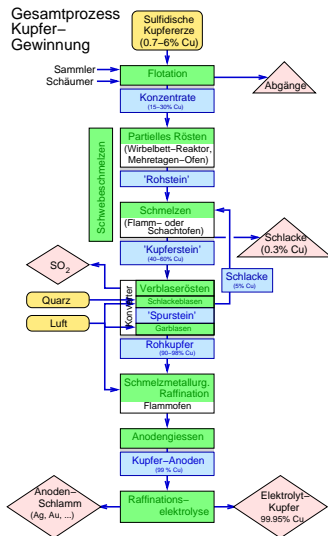 Gesamtprozess
Kupfer–
Gewinnung
Sulfidische
Kupfererze
(0.7–6% Cu)
Sammler
Schäumer
Flotation
Abgänge
Konzentrate
(15–30% Cu)
Schwebeschmelzen
Partielles Rösten
(Wirbelbett–Reaktor,
Mehretagen–Ofen)
'Rohstein'
Schmelzen
(Flamm– oder
Schachtofen)
Schlacke
(0.3% Cu)
'Kupferstein'
(40–60% Cu)
SO2
Schlacke
(5% Cu)
Konverter
Verblaserösten
Quarz
Schlackeblasen
'Spurstein'
Luft
Garblasen
Rohkupfer
(90–98% Cu)
Schmelzmetallurg.
Raffination
Flammofen
Anodengiessen
Kupfer–Anoden
(99 % Cu)
Anoden–
Schlamm
(Ag, Au, ...)
Raffinations–
elektrolyse
Elektrolyt–
Kupfer
99.95% Cu